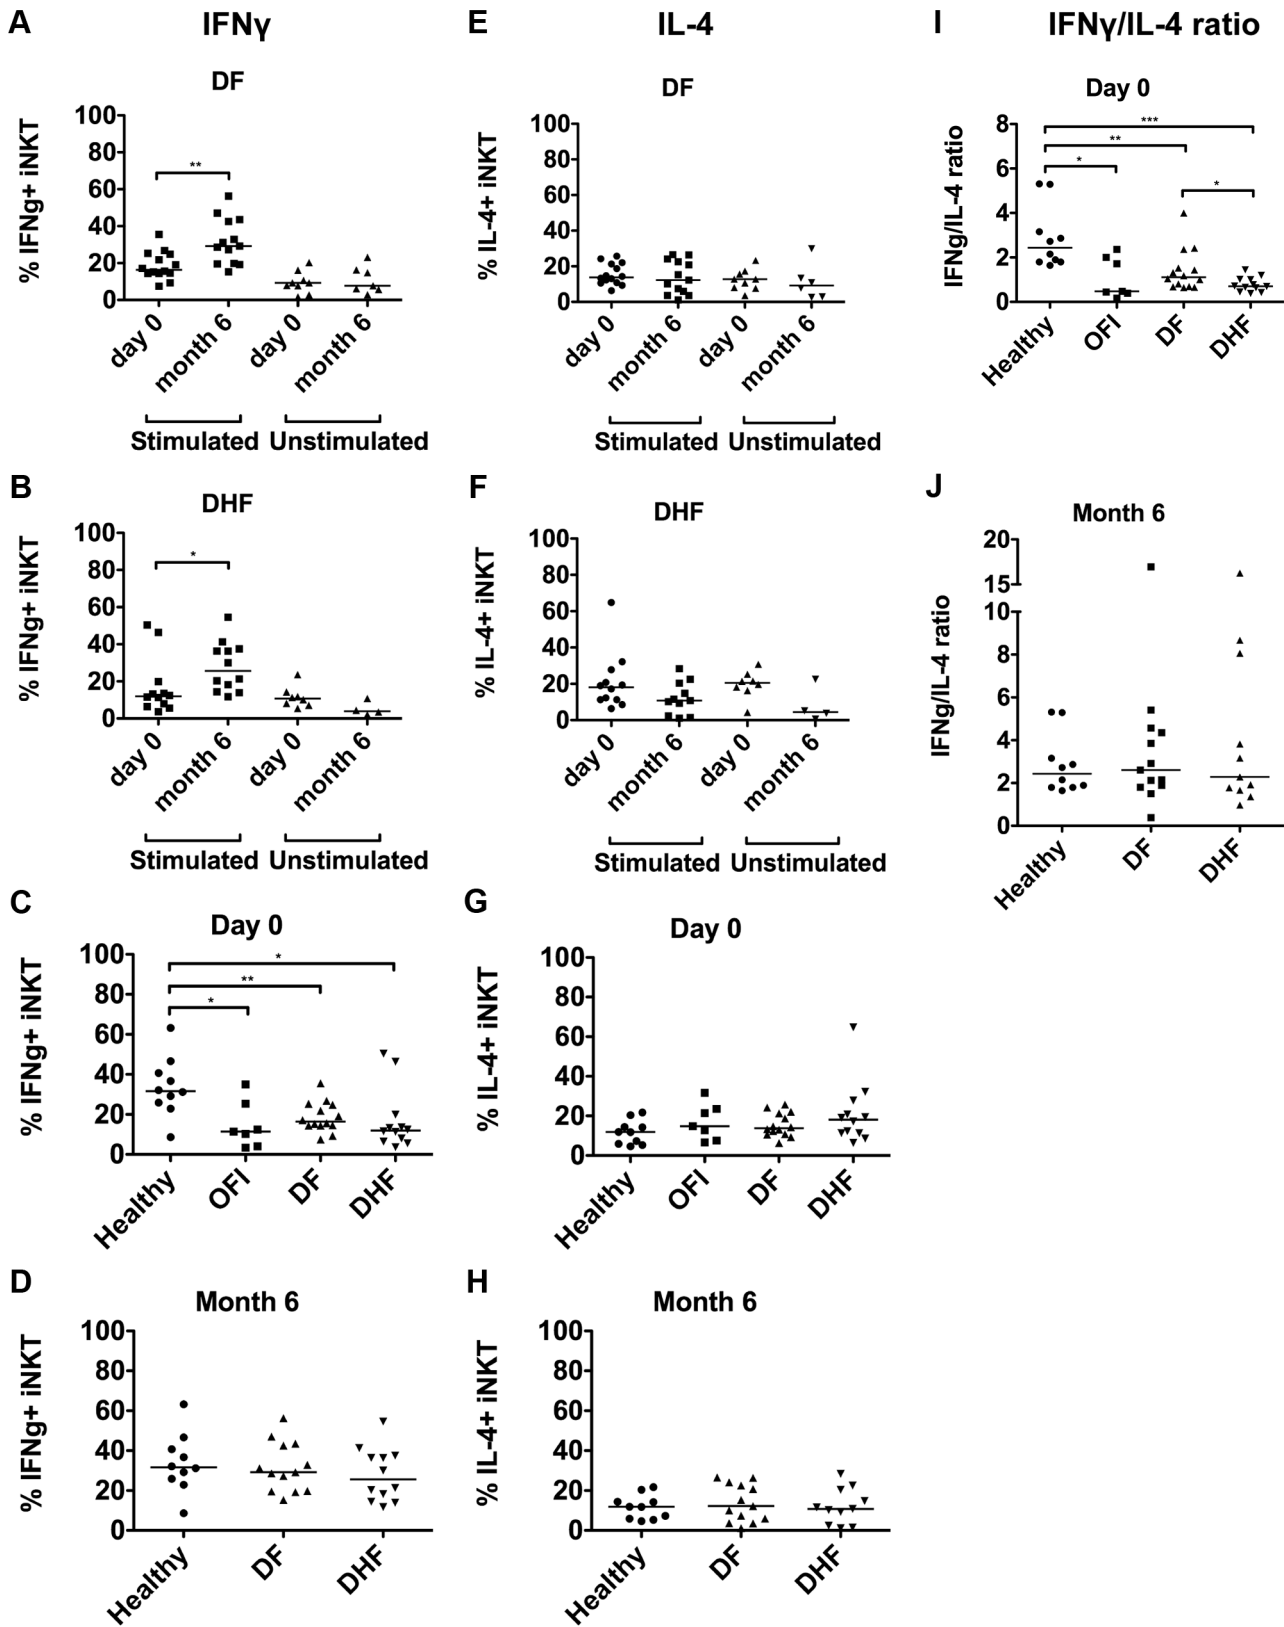 A IFNγ
DF
% IFNg+ iNKT
100
80
60
40
20
0
**
day 0 month 6 day 0 month 6
Stimulated Unstimulated
E IL-4
DF
% IL-4+ iNKT
100
80
60
40
20
0
day 0 month 6 day 0 month 6
Stimulated Unstimulated
I IFNγ/IL-4 ratio
Day 0
IFNg/IL-4 ratio
8
6
4
2
0
***
**
*
*
Healthy OFI DF DHF
B
DHF
% IFNg+ iNKT
100
80
60
40
20
0
*
day 0 month 6 day 0 month 6
Stimulated Unstimulated
F
DHF
% IL-4+ iNKT
100
80
60
40
20
0
day 0 month 6 day 0 month 6
Stimulated Unstimulated
J
Month 6
IFNg/IL-4 ratio
20
15
10
8
6
4
2
0
Healthy DF DHF
C
Day 0
% IFNg+ iNKT
100
80
60
40
20
0
*
**
*
Healthy OFI DF DHF
G
Day 0
% IL-4+ iNKT
100
80
60
40
20
0
Healthy OFI DF DHF
D
Month 6
% IFNg+ iNKT
100
80
60
40
20
0
Healthy DF DHF
H
Month 6
% IL-4+ iNKT
100
80
60
40
20
0
Healthy DF DHF